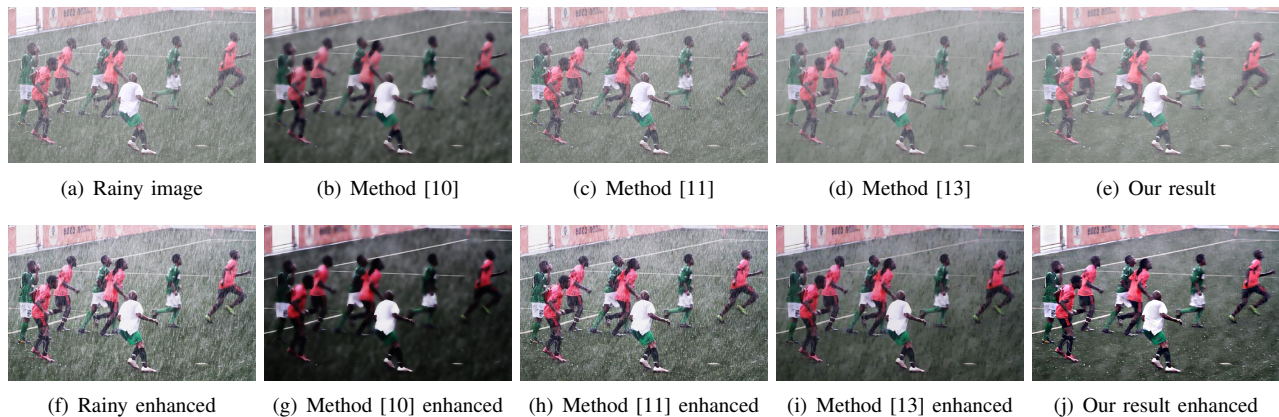 (a) Rainy image
(b) Method [10]
(c) Method [11]
(d) Method [13]
(e) Our result
(f) Rainy enhanced
(g) Method [10] enhanced
(h) Method [11] enhanced
(i) Method [13] enhanced
(j) Our result enhanced